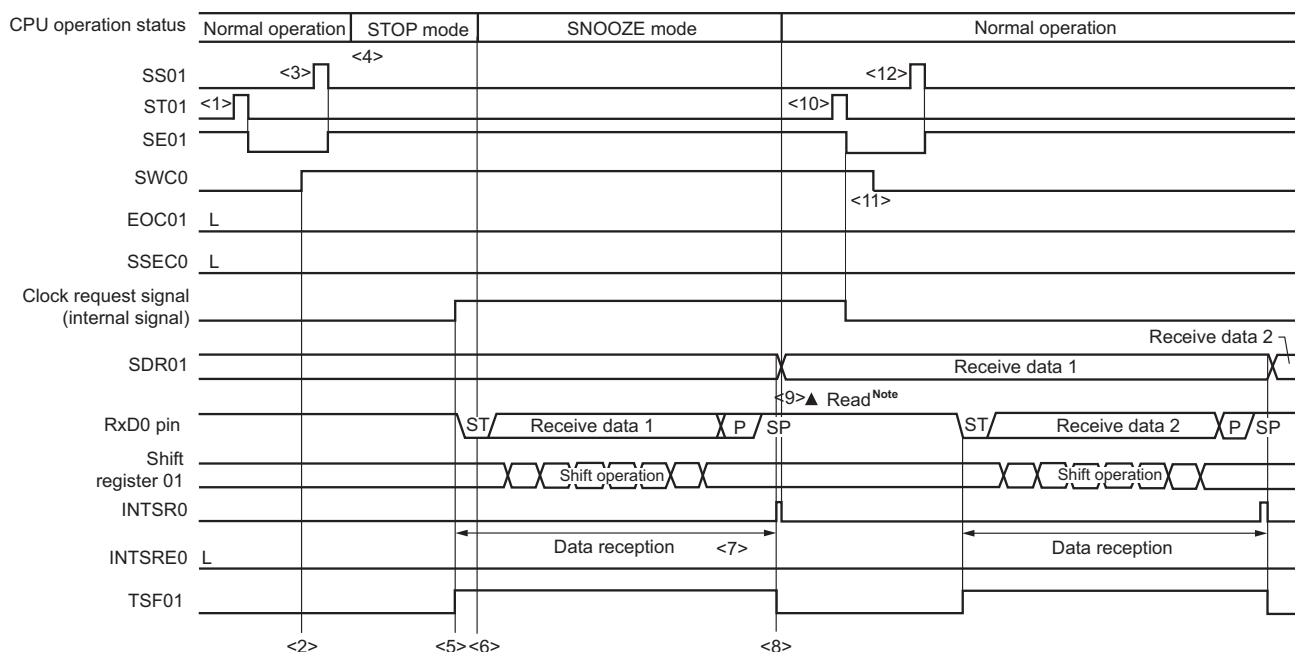 CPU operation status Normal operation STOP mode SNOOZE mode Normal operation
<4>
SS01 <3> <12>
ST01 <1> <10>
SE01
SWC0
<11>
EOC01 L
SSEC0 L
Clock request signal
(internal signal)
Receive data 2
SDR01 Receive data 1
<9>▲ Read Note
RxD0 pin ST Receive data 1 P SP ST Receive data 2 P SP
Shift
register 01 Shift operation Shift operation
INTSR0
Data reception <7> Data reception
INTSRE0 L
TSF01
<2> <5> <6> <8>